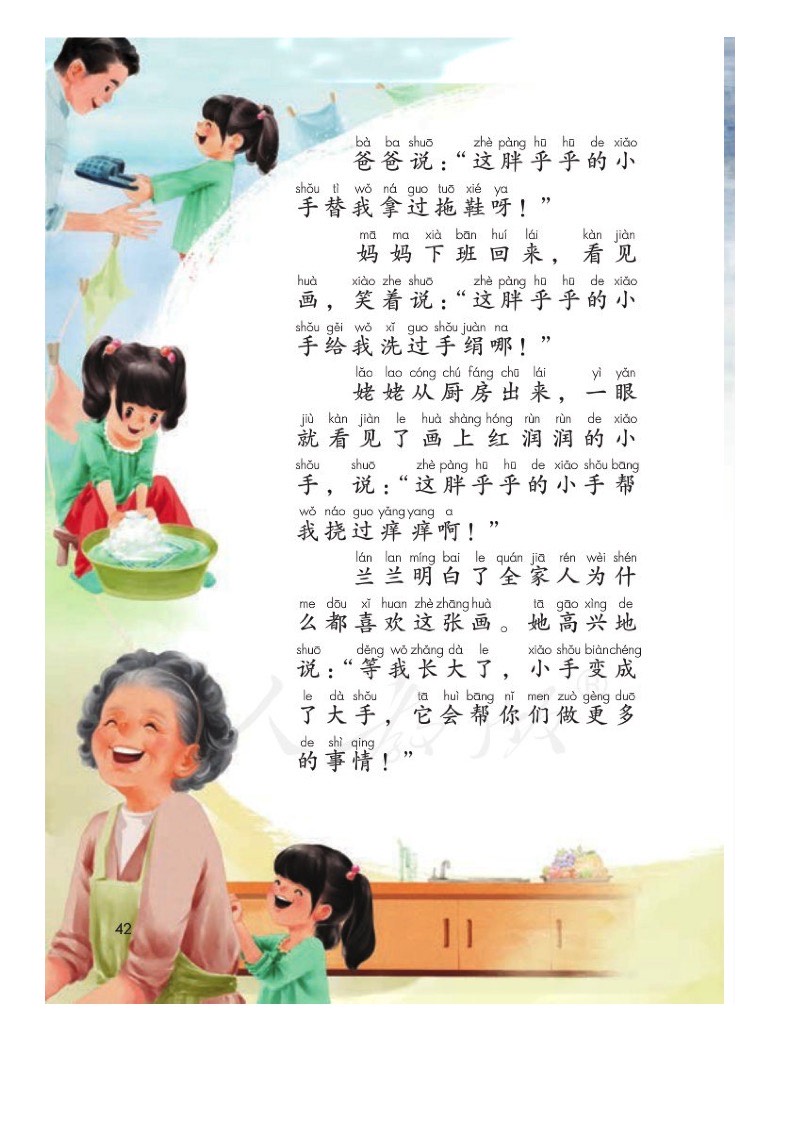 bà ba shuō zhè pàng hū hū de xiǎo
爸爸说：“这胖乎乎的小
shǒu tì wǒ ná guo tuō xié ya
手替我拿过拖鞋呀！”
mā ma xià bān huí lái kàn jiàn
妈妈下班回来，看见
huà xiào zhe shuō zhè pàng hū hū de xiǎo
画，笑着说：“这胖乎乎的小
shǒu gěi wǒ xǐ guo shǒu juàn na
手给我洗过手绢哪！”
lǎo lao cóng chú fáng chū lái yì yǎn
姥姥从厨房出来，一眼
jiù kàn jiàn le huà shàng hóng rùn rùn de xiǎo
就看见了画上红润润的小
shǒu shuō zhè pàng hū hū de xiǎo shǒu bāng
手，说：“这胖乎乎的小手帮
wǒ náo guo yǎng yang a
我挠过痒痒啊！”
lán lan míng bai le quán jiā rén wèi shén
兰兰明白了全家人为什
me dōu xǐ huan zhè zhāng huà tā gāo xìng de
么都喜欢这张画。她高兴地
shuō děng wǒ zhǎng dà le xiǎo shǒu biàn chéng
说：“等我长大了，小手变成
le dà shǒu tā huì bāng nǐ men zuò gèng duō
了大手，它会帮你们做更多
de shì qing
的事情！”
人教版®
42